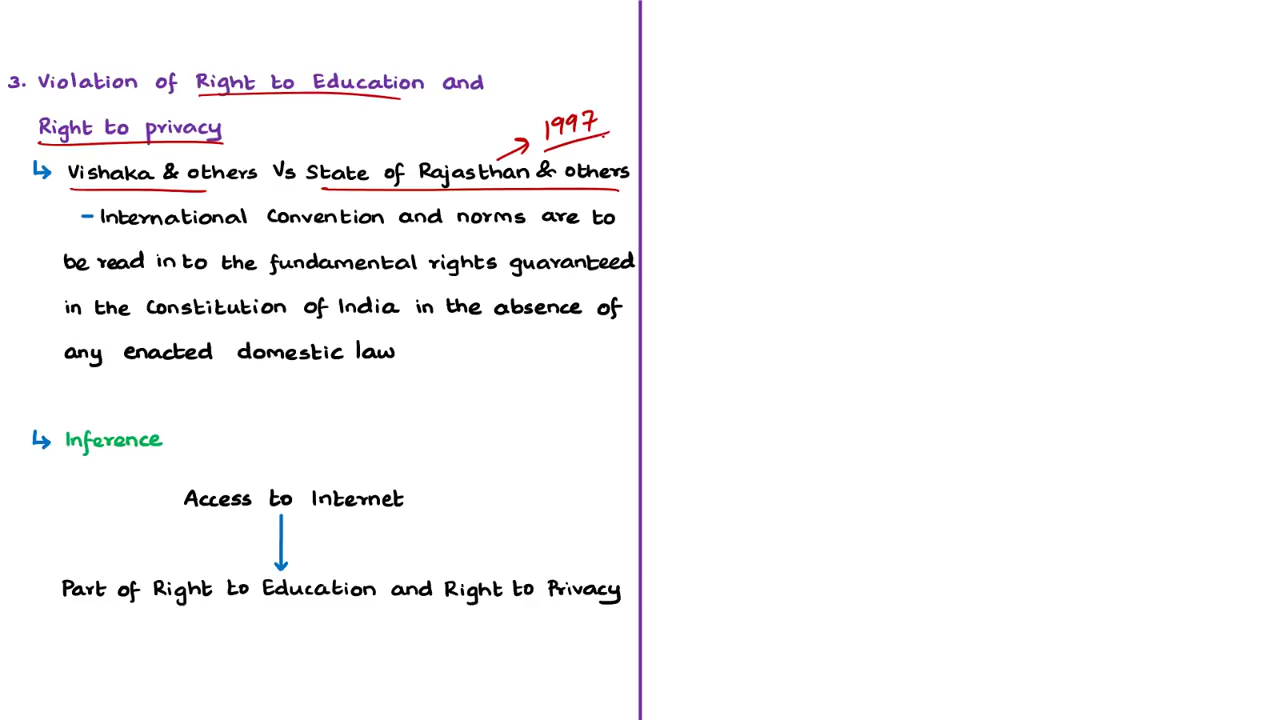 3. Violation of Right to Education and
Right to privacy
1997
↳ Vishaka & others Vs State of Rajasthan & others
- International Convention and norms are to
be read in to the fundamental rights guaranteed
in the Constitution of India in the absence of
any enacted domestic law
↳ Inference
Access to Internet
Part of Right to Education and Right to Privacy